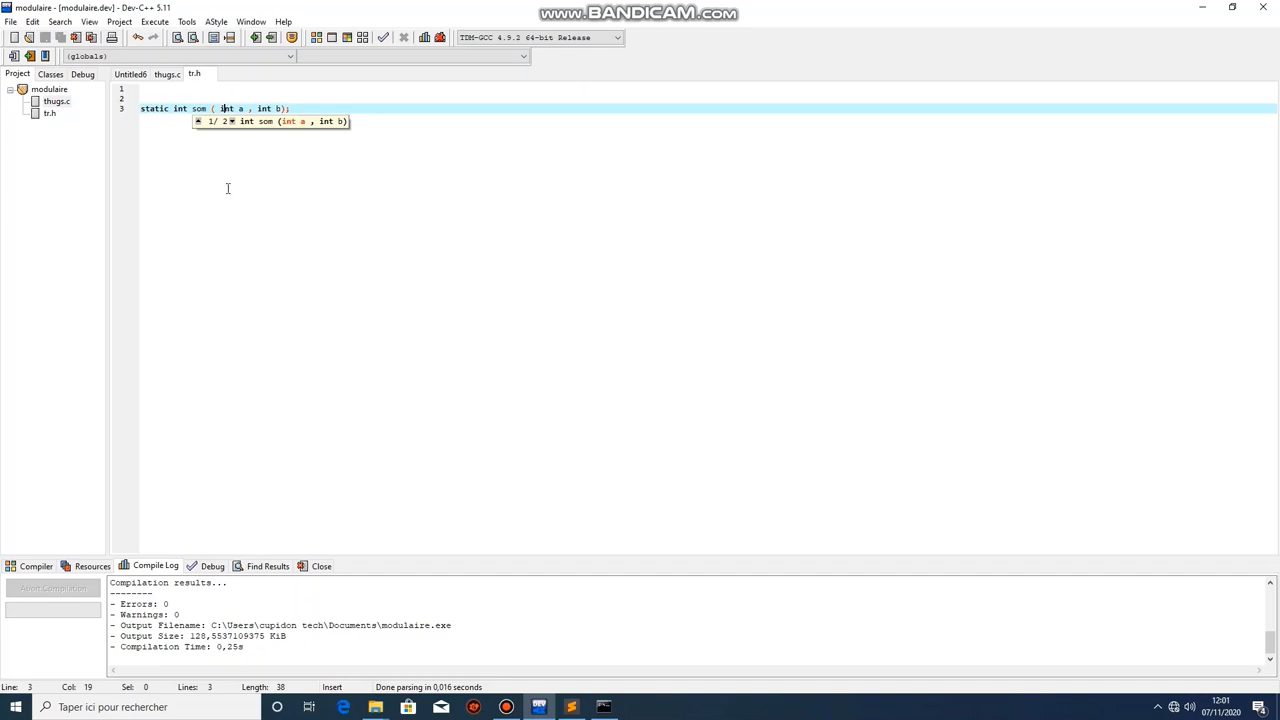 modulaire - [modulaire.dev] - Dev-C++ 5.11
www.BANDICAM.com
File Edit Search View Project Execute Tools AStyle Window Help
TDM-GCC 4.9.2 64-bit Release
(globals)
Project Classes Debug
Untitled6 thugs.c tr.h
modulaire
thugs.c
tr.h
1
2
3 static int som ( int a , int b);
1/ 2 int som (int a , int b)
Compiler Resources Compile Log Debug Find Results Close
Abort Compilation
Compilation results...
--------
- Errors: 0
- Warnings: 0
- Output Filename: C:\Users\cupidon tech\Documents\modulaire.exe
- Output Size: 128,5537109375 KiB
- Compilation Time: 0,25s
Line: 3 Col: 19 Sel: 0 Lines: 3 Length: 38 Insert Done parsing in 0,016 seconds
Taper ici pour rechercher
DEV
12:01
07/11/2020
4